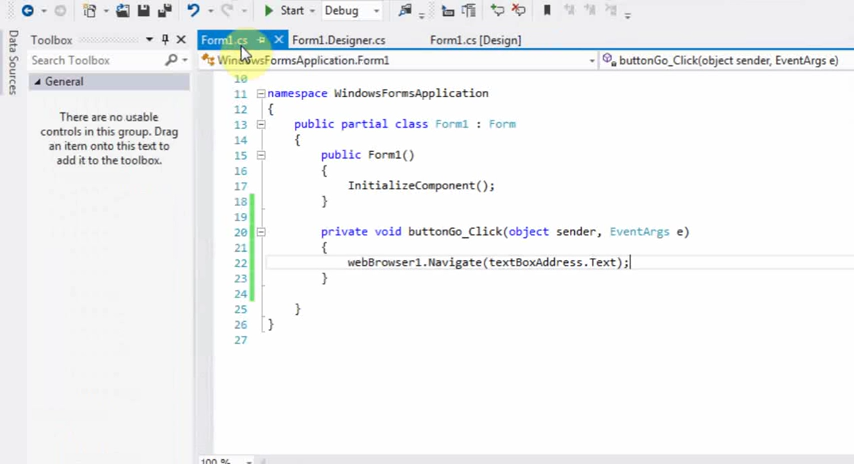 Start Debug
Data Sources
Toolbox
Search Toolbox
General
There are no usable
controls in this group. Drag
an item onto this text to
add it to the toolbox.
Form1.cs Form1.Designer.cs Form1.cs [Design]
WindowsFormsApplication.Form1 buttonGo_Click(object sender, EventArgs e)
10
11 namespace WindowsFormsApplication
12 {
13 public partial class Form1 : Form
14 {
15 public Form1()
16 {
17 InitializeComponent();
18 }
19
20 private void buttonGo_Click(object sender, EventArgs e)
21 {
22 webBrowser1.Navigate(textBoxAddress.Text);
23 }
24
25 }
26 }
27
100 %